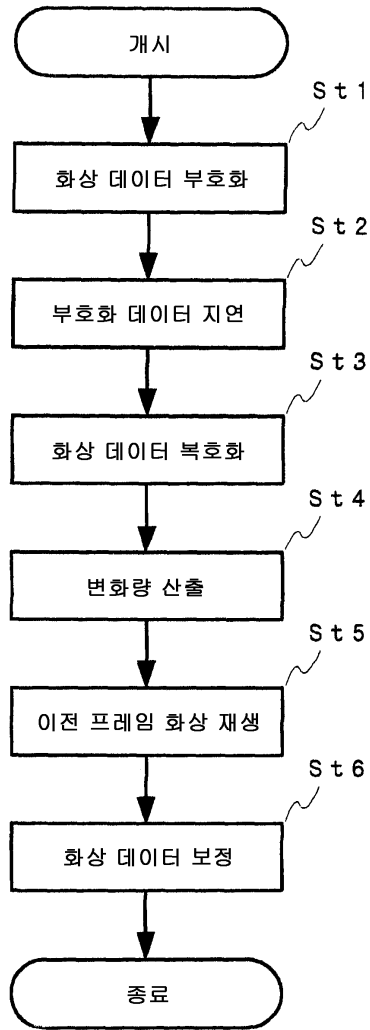 개시
St1
화상 데이터 부호화
St2
부호화 데이터 지연
St3
화상 데이터 복호화
St4
변화량 산출
St5
이전 프레임 화상 재생
St6
화상 데이터 보정
종료